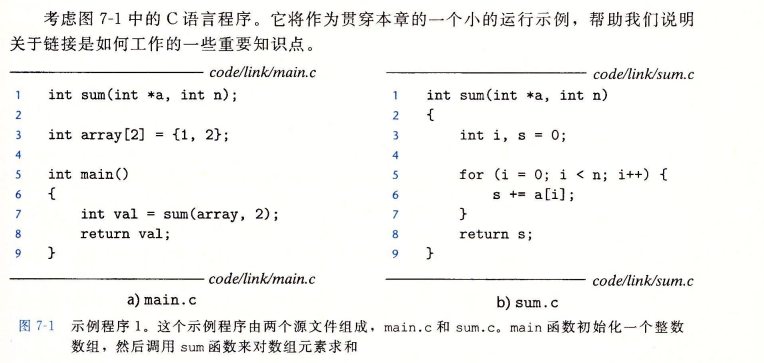 考虑图 7-1 中的 C 语言程序。它将作为贯穿本章的一个小的运行示例，帮助我们说明
关于链接是如何工作的一些重要知识点。
code/link/main.c
1 int sum(int *a, int n);
2
3 int array[2] = {1, 2};
4
5 int main()
6 {
7     int val = sum(array, 2);
8     return val;
9 }
code/link/main.c
a) main.c
code/link/sum.c
1 int sum(int *a, int n)
2 {
3     int i, s = 0;
4
5     for (i = 0; i < n; i++) {
6         s += a[i];
7     }
8     return s;
9 }
code/link/sum.c
b) sum.c
图 7-1 示例程序 1。这个示例程序由两个源文件组成，main.c 和 sum.c。main 函数初始化一个整数
数组，然后调用 sum 函数来对数组元素求和